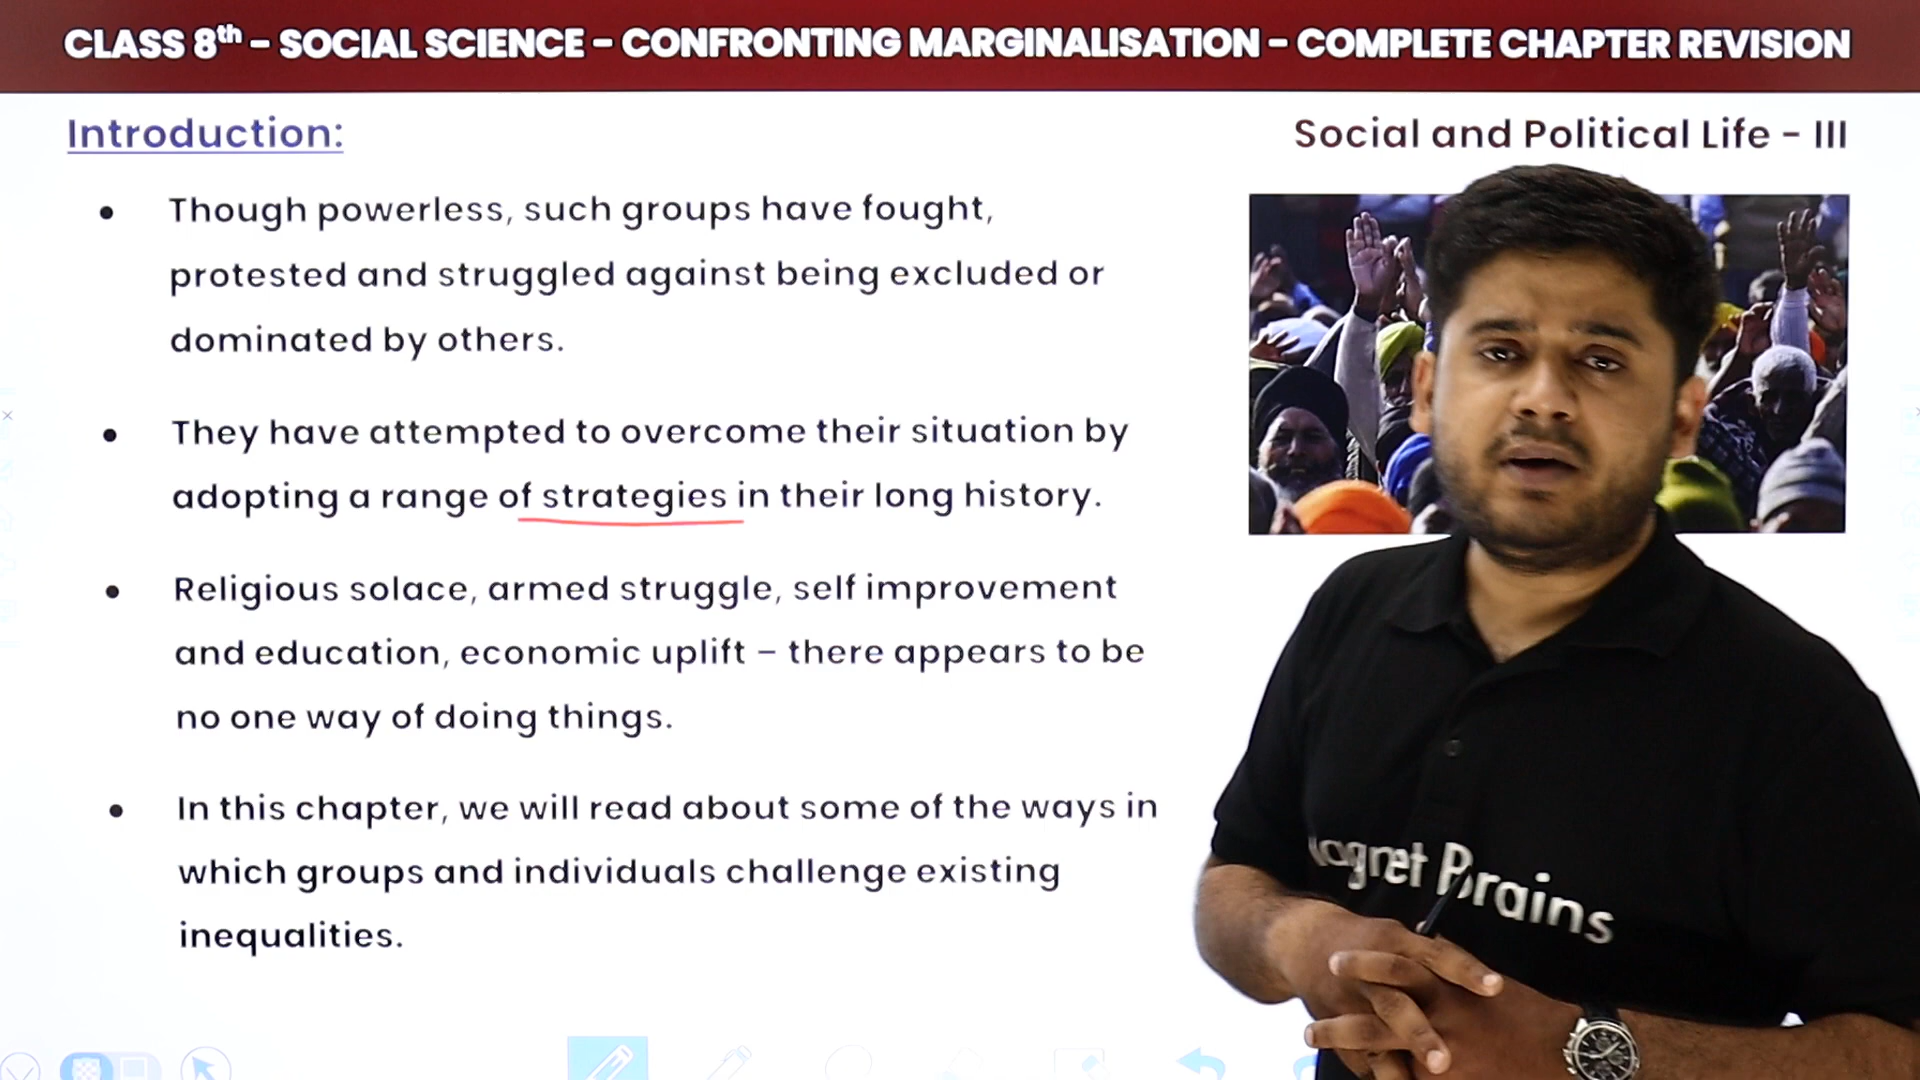 CLASS 8th – SOCIAL SCIENCE – CONFRONTING MARGINALISATION – COMPLETE CHAPTER REVISION
Introduction:
Social and Political Life – III
• Though powerless, such groups have fought,
protested and struggled against being excluded or
dominated by others.
• They have attempted to overcome their situation by
adopting a range of strategies in their long history.
• Religious solace, armed struggle, self improvement
and education, economic uplift – there appears to be
no one way of doing things.
• In this chapter, we will read about some of the ways in
which groups and individuals challenge existing
inequalities.
agnet Brains